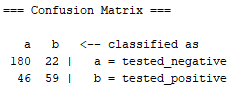 === Confusion Matrix ===
a b <-- classified as
180 22 | a = tested_negative
46 59 | b = tested_positive